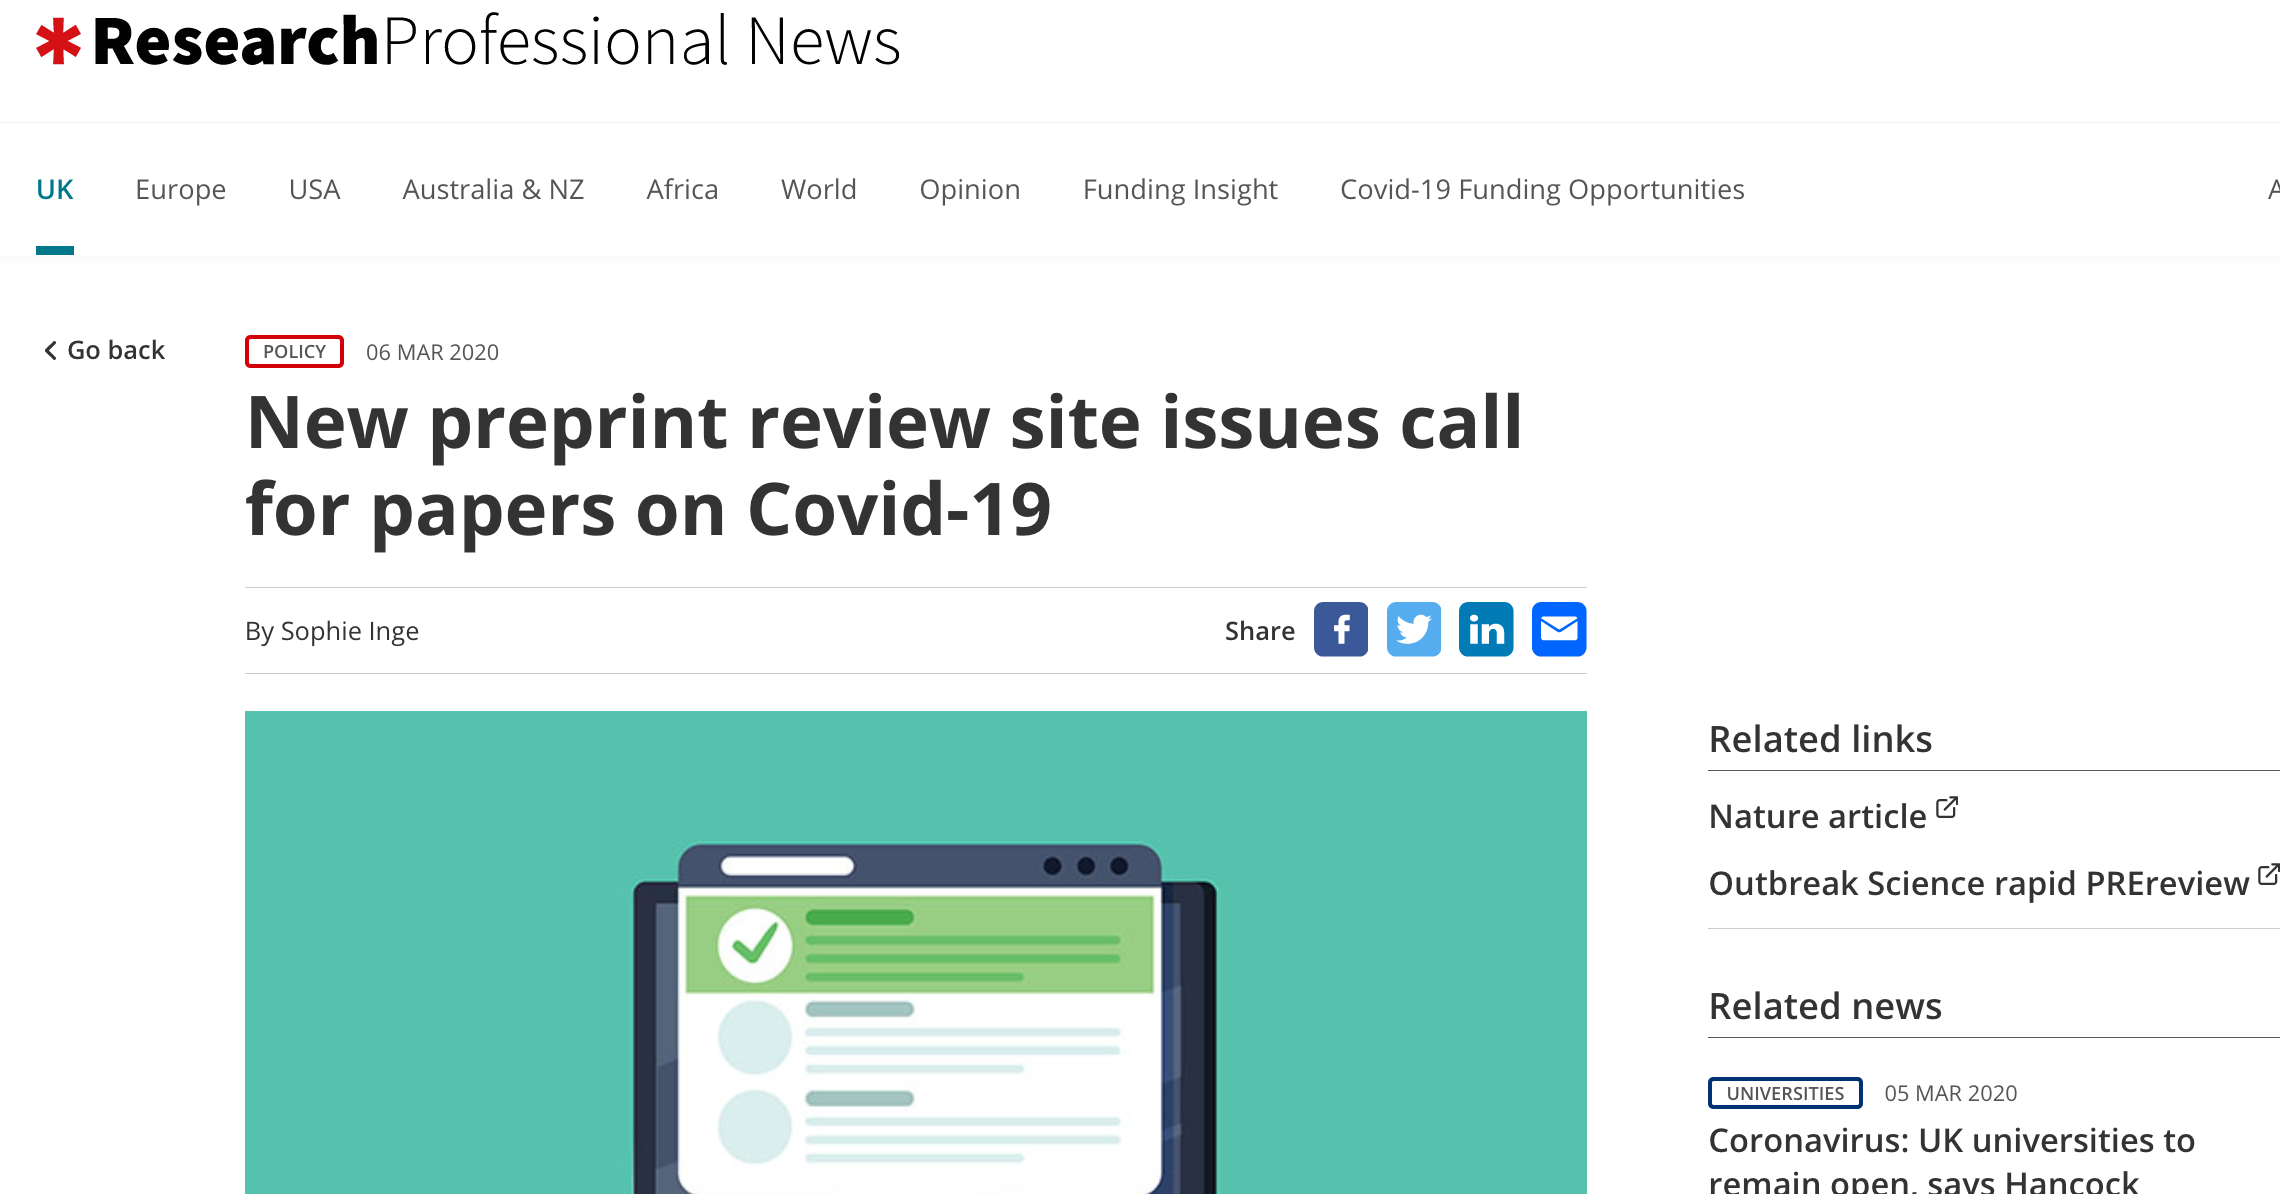 ResearchProfessional News
UK Europe USA Australia & NZ Africa World Opinion Funding Insight Covid-19 Funding Opportunities
Go back
POLICY 06 MAR 2020
New preprint review site issues call
for papers on Covid-19
By Sophie Inge
Share
Related links
Nature article
Outbreak Science rapid PREreview
Related news
UNIVERSITIES 05 MAR 2020
Coronavirus: UK universities to
remain open, says Hancock